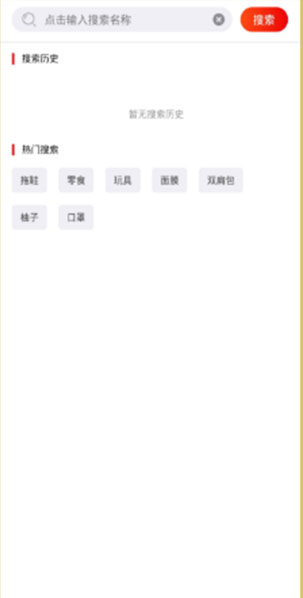 点击输入搜索名称 搜索
搜索历史
暂无搜索历史
热门搜索
拖鞋 零食 玩具 面膜 双肩包
柚子 口罩